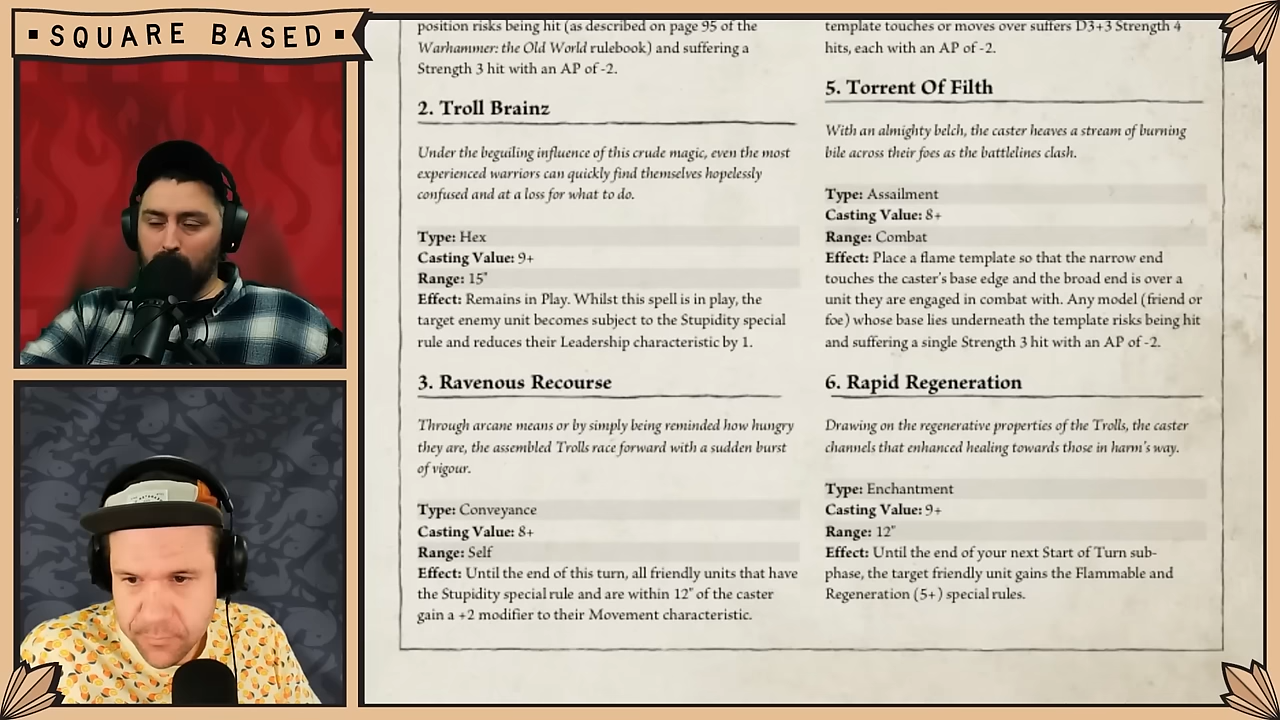 SQUARE BASED
position risks being hit (as described on page 95 of the
Warhammer: the Old World rulebook) and suffering a
Strength 3 hit with an AP of -2.
2. Troll Brainz
Under the beguiling influence of this crude magic, even the most
experienced warriors can quickly find themselves hopelessly
confused and at a loss for what to do.
Type: Hex
Casting Value: 9+
Range: 15"
Effect: Remains in Play. Whilst this spell is in play, the
target enemy unit becomes subject to the Stupidity special
rule and reduces their Leadership characteristic by 1.
3. Ravenous Recourse
Through arcane means or by simply being reminded how hungry
they are, the assembled Trolls race forward with a sudden burst
of vigour.
Type: Conveyance
Casting Value: 8+
Range: Self
Effect: Until the end of this turn, all friendly units that have
the Stupidity special rule and are within 12" of the caster
gain a +2 modifier to their Movement characteristic.
template touches or moves over suffers D3+3 Strength 4
hits, each with an AP of -2.
5. Torrent Of Filth
With an almighty belch, the caster heaves a stream of burning
bile across their foes as the battlelines clash.
Type: Assailment
Casting Value: 8+
Range: Combat
Effect: Place a flame template so that the narrow end
touches the caster's base edge and the broad end is over a
unit they are engaged in combat with. Any model (friend or
foe) whose base lies underneath the template risks being hit
and suffering a single Strength 3 hit with an AP of -2.
6. Rapid Regeneration
Drawing on the regenerative properties of the Trolls, the caster
channels that enhanced healing towards those in harm's way.
Type: Enchantment
Casting Value: 9+
Range: 12"
Effect: Until the end of your next Start of Turn sub-
phase, the target friendly unit gains the Flammable and
Regeneration (5+) special rules.